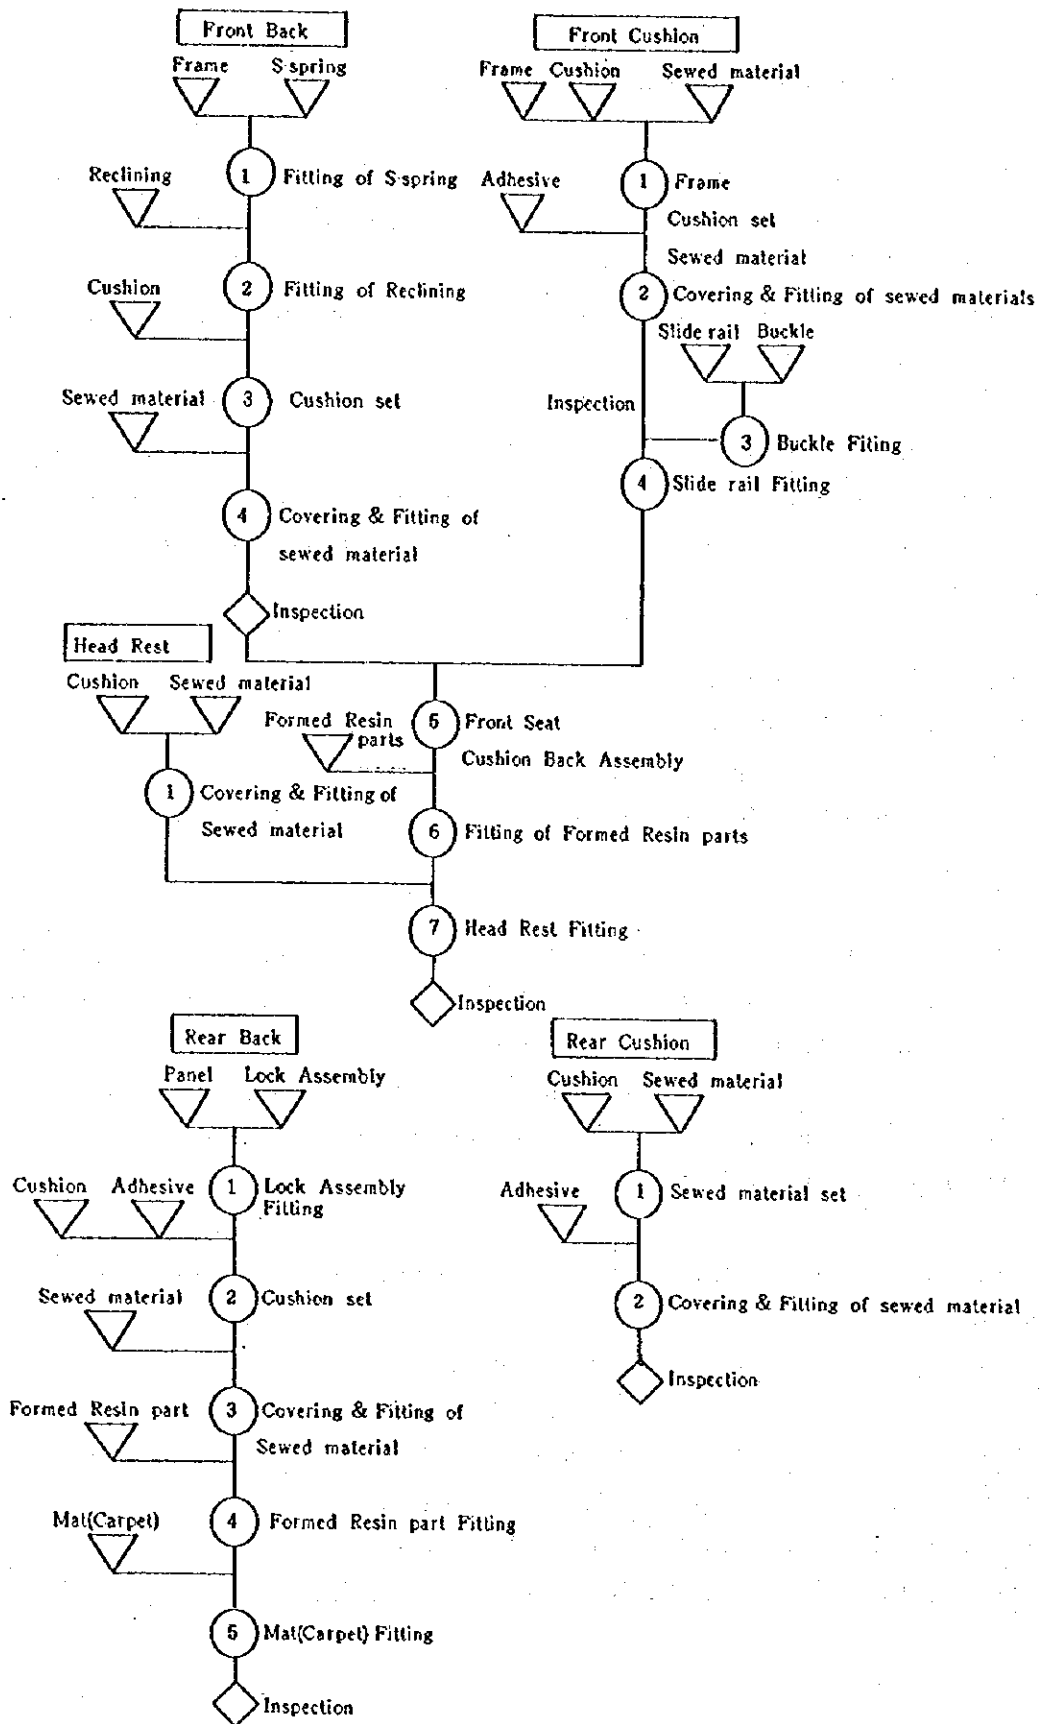 Front Back
Frame S-spring
1 Fitting of S-spring
Reclining
2 Fitting of Reclining
Cushion
3 Cushion set
Sewed material
4 Covering & Fitting of
sewed material
Inspection
Front Cushion
Frame Cushion Sewed material
1 Frame
Cushion set
Sewed material
Adhesive
2 Covering & Fitting of sewed materials
Slide rail Buckle
Inspection
3 Buckle Fiting
4 Slide rail Fitting
Head Rest
Cushion Sewed material
1 Covering & Fitting of
Sewed material
5 Front Seat
Cushion Back Assembly
Formed Resin
parts
6 Fitting of Formed Resin parts
7 Head Rest Fitting
Inspection
Rear Back
Panel Lock Assembly
1 Lock Assembly
Fitting
Cushion Adhesive
2 Cushion set
Sewed material
3 Covering & Fitting of
Sewed material
Formed Resin part
4 Formed Resin part Fitting
Mat(Carpet)
5 Mat(Carpet) Fitting
Inspection
Rear Cushion
Cushion Sewed material
1 Sewed material set
Adhesive
2 Covering & Fitting of sewed material
Inspection